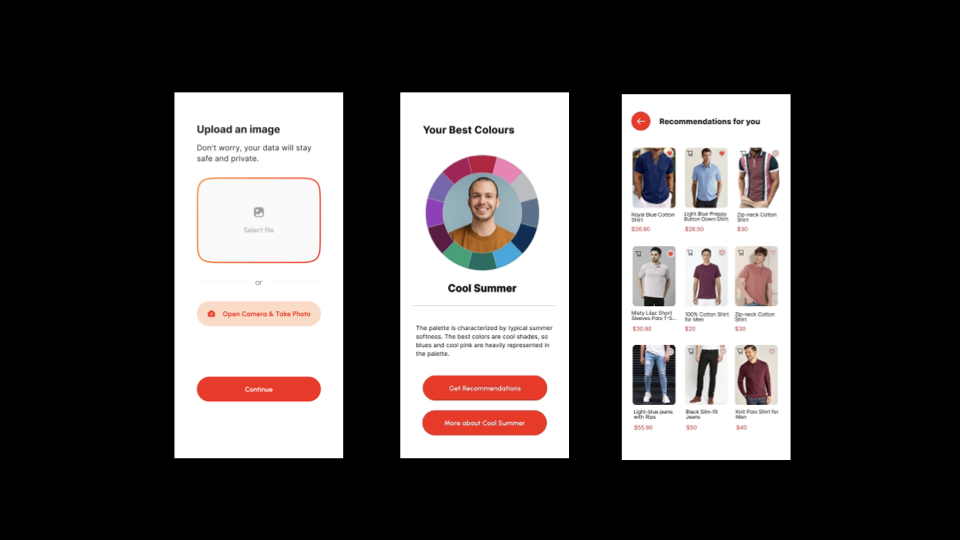 Upload an image
Don't worry, your data will stay
safe and private.
Select file
or
Open Camera & Take Photo
Continue
Your Best Colours
Cool Summer
The palette is characterized by typical summer
softness. The best colors are cool shades, so
blues and cool pink are heavily represented in
the palette.
Get Recommendations
More about Cool Summer
Recommendations for you
Royal Blue Cotton
Shirt
$26.90
Light Blue Preppy
Button Down Shirt
$28.50
Zip-neck Cotton
Shirt
$30
Misty Lilac Short
Sleeves Polo T-S...
$30.90
100% Cotton Shirt
for Men
$20
Zip-neck Cotton
Shirt
$30
Light-blue jeans
with Rips
$55.90
Black Slim-fit
Jeans
$50
Knit Polo Shirt for
Men
$40